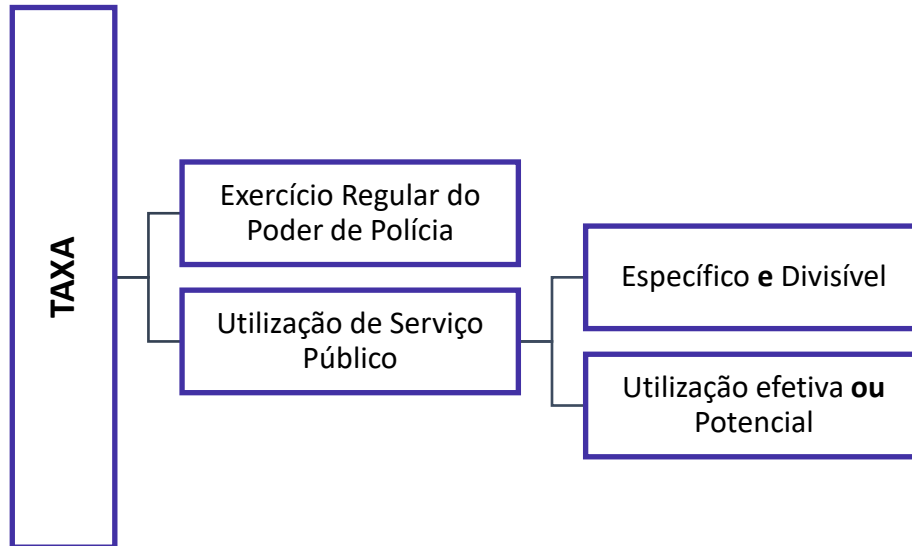 TAXA
Exercício Regular do
Poder de Polícia
Utilização de Serviço
Público
Específico e Divisível
Utilização efetiva ou
Potencial